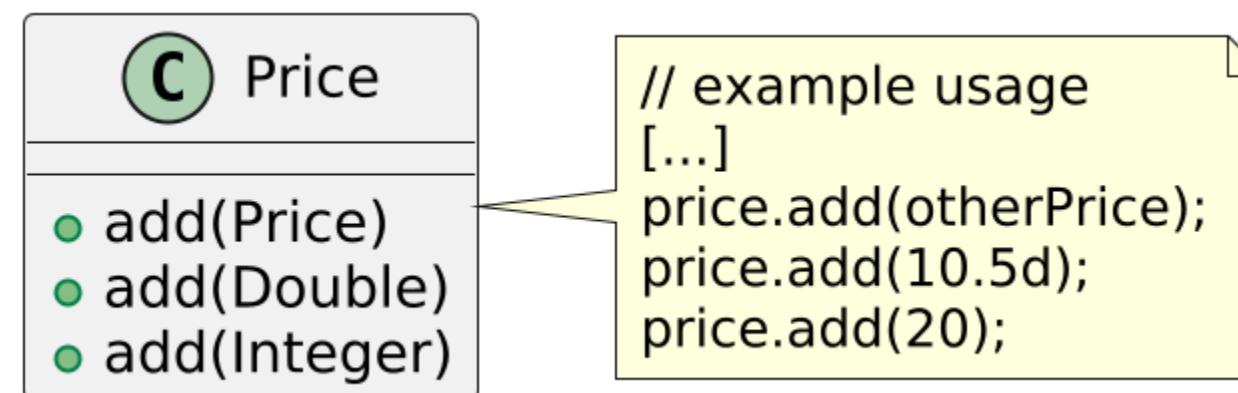 C Price
add(Price)
add(Double)
add(Integer)
// example usage
[...]
price.add(otherPrice);
price.add(10.5d);
price.add(20);